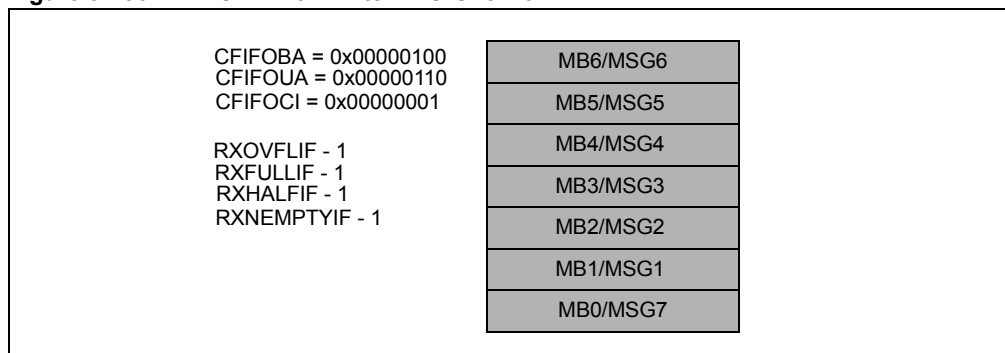 CFIFOBA = 0x00000100
CFIFOUA = 0x00000110
CFIFOCI = 0x00000001
RXOVFLIF - 1
RXFULLIF - 1
RXHALFIF - 1
RXNEMPTYIF - 1
MB6/MSG6
MB5/MSG5
MB4/MSG4
MB3/MSG3
MB2/MSG2
MB1/MSG1
MB0/MSG7